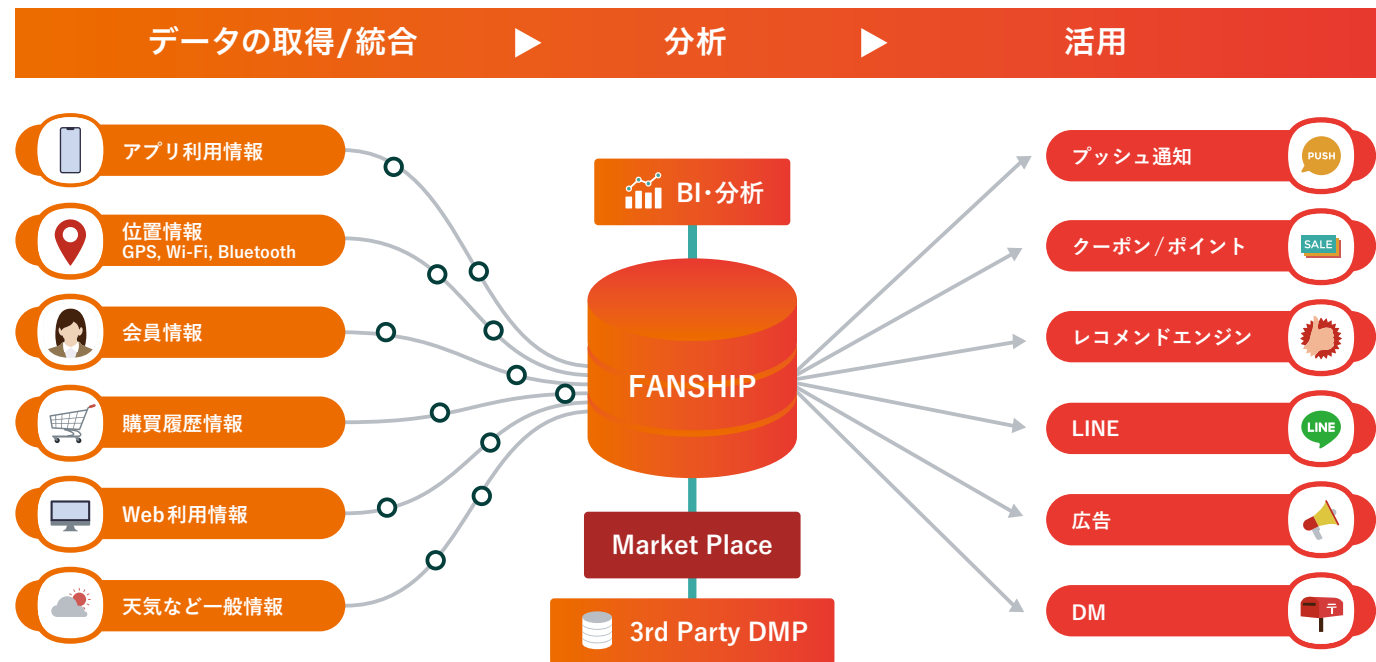 データの取得/統合
分析
活用
アプリ利用情報
位置情報
GPS, Wi-Fi, Bluetooth
会員情報
購買履歴情報
Web利用情報
天気など一般情報
BI・分析
FANSHIP
Market Place
3rd Party DMP
プッシュ通知
PUSH
クーポン/ポイント
SALE
レコメンドエンジン
LINE
LINE
広告
DM
〒